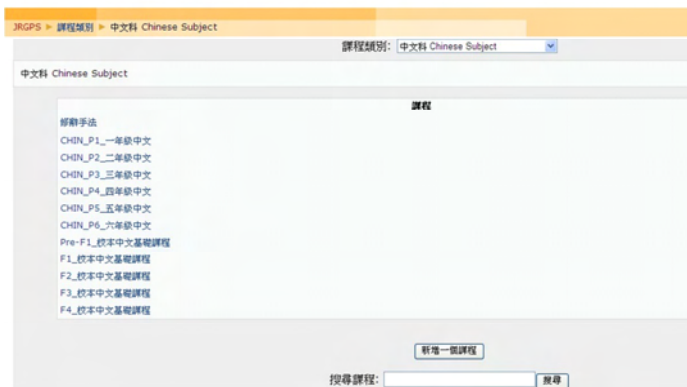 JRGPS ► 課程類別 ► 中文科 Chinese Subject
課程類別: 中文科 Chinese Subject
中文科 Chinese Subject
課程
修辭手法
CHIN_P1_一年級中文
CHIN_P2_二年級中文
CHIN_P3_三年級中文
CHIN_P4_四年級中文
CHIN_P5_五年級中文
CHIN_P6_六年級中文
Pre-F1_校本中文基礎課程
F1_校本中文基礎課程
F2_校本中文基礎課程
F3_校本中文基礎課程
F4_校本中文基礎課程
新增一個課程
搜尋課程: 搜尋